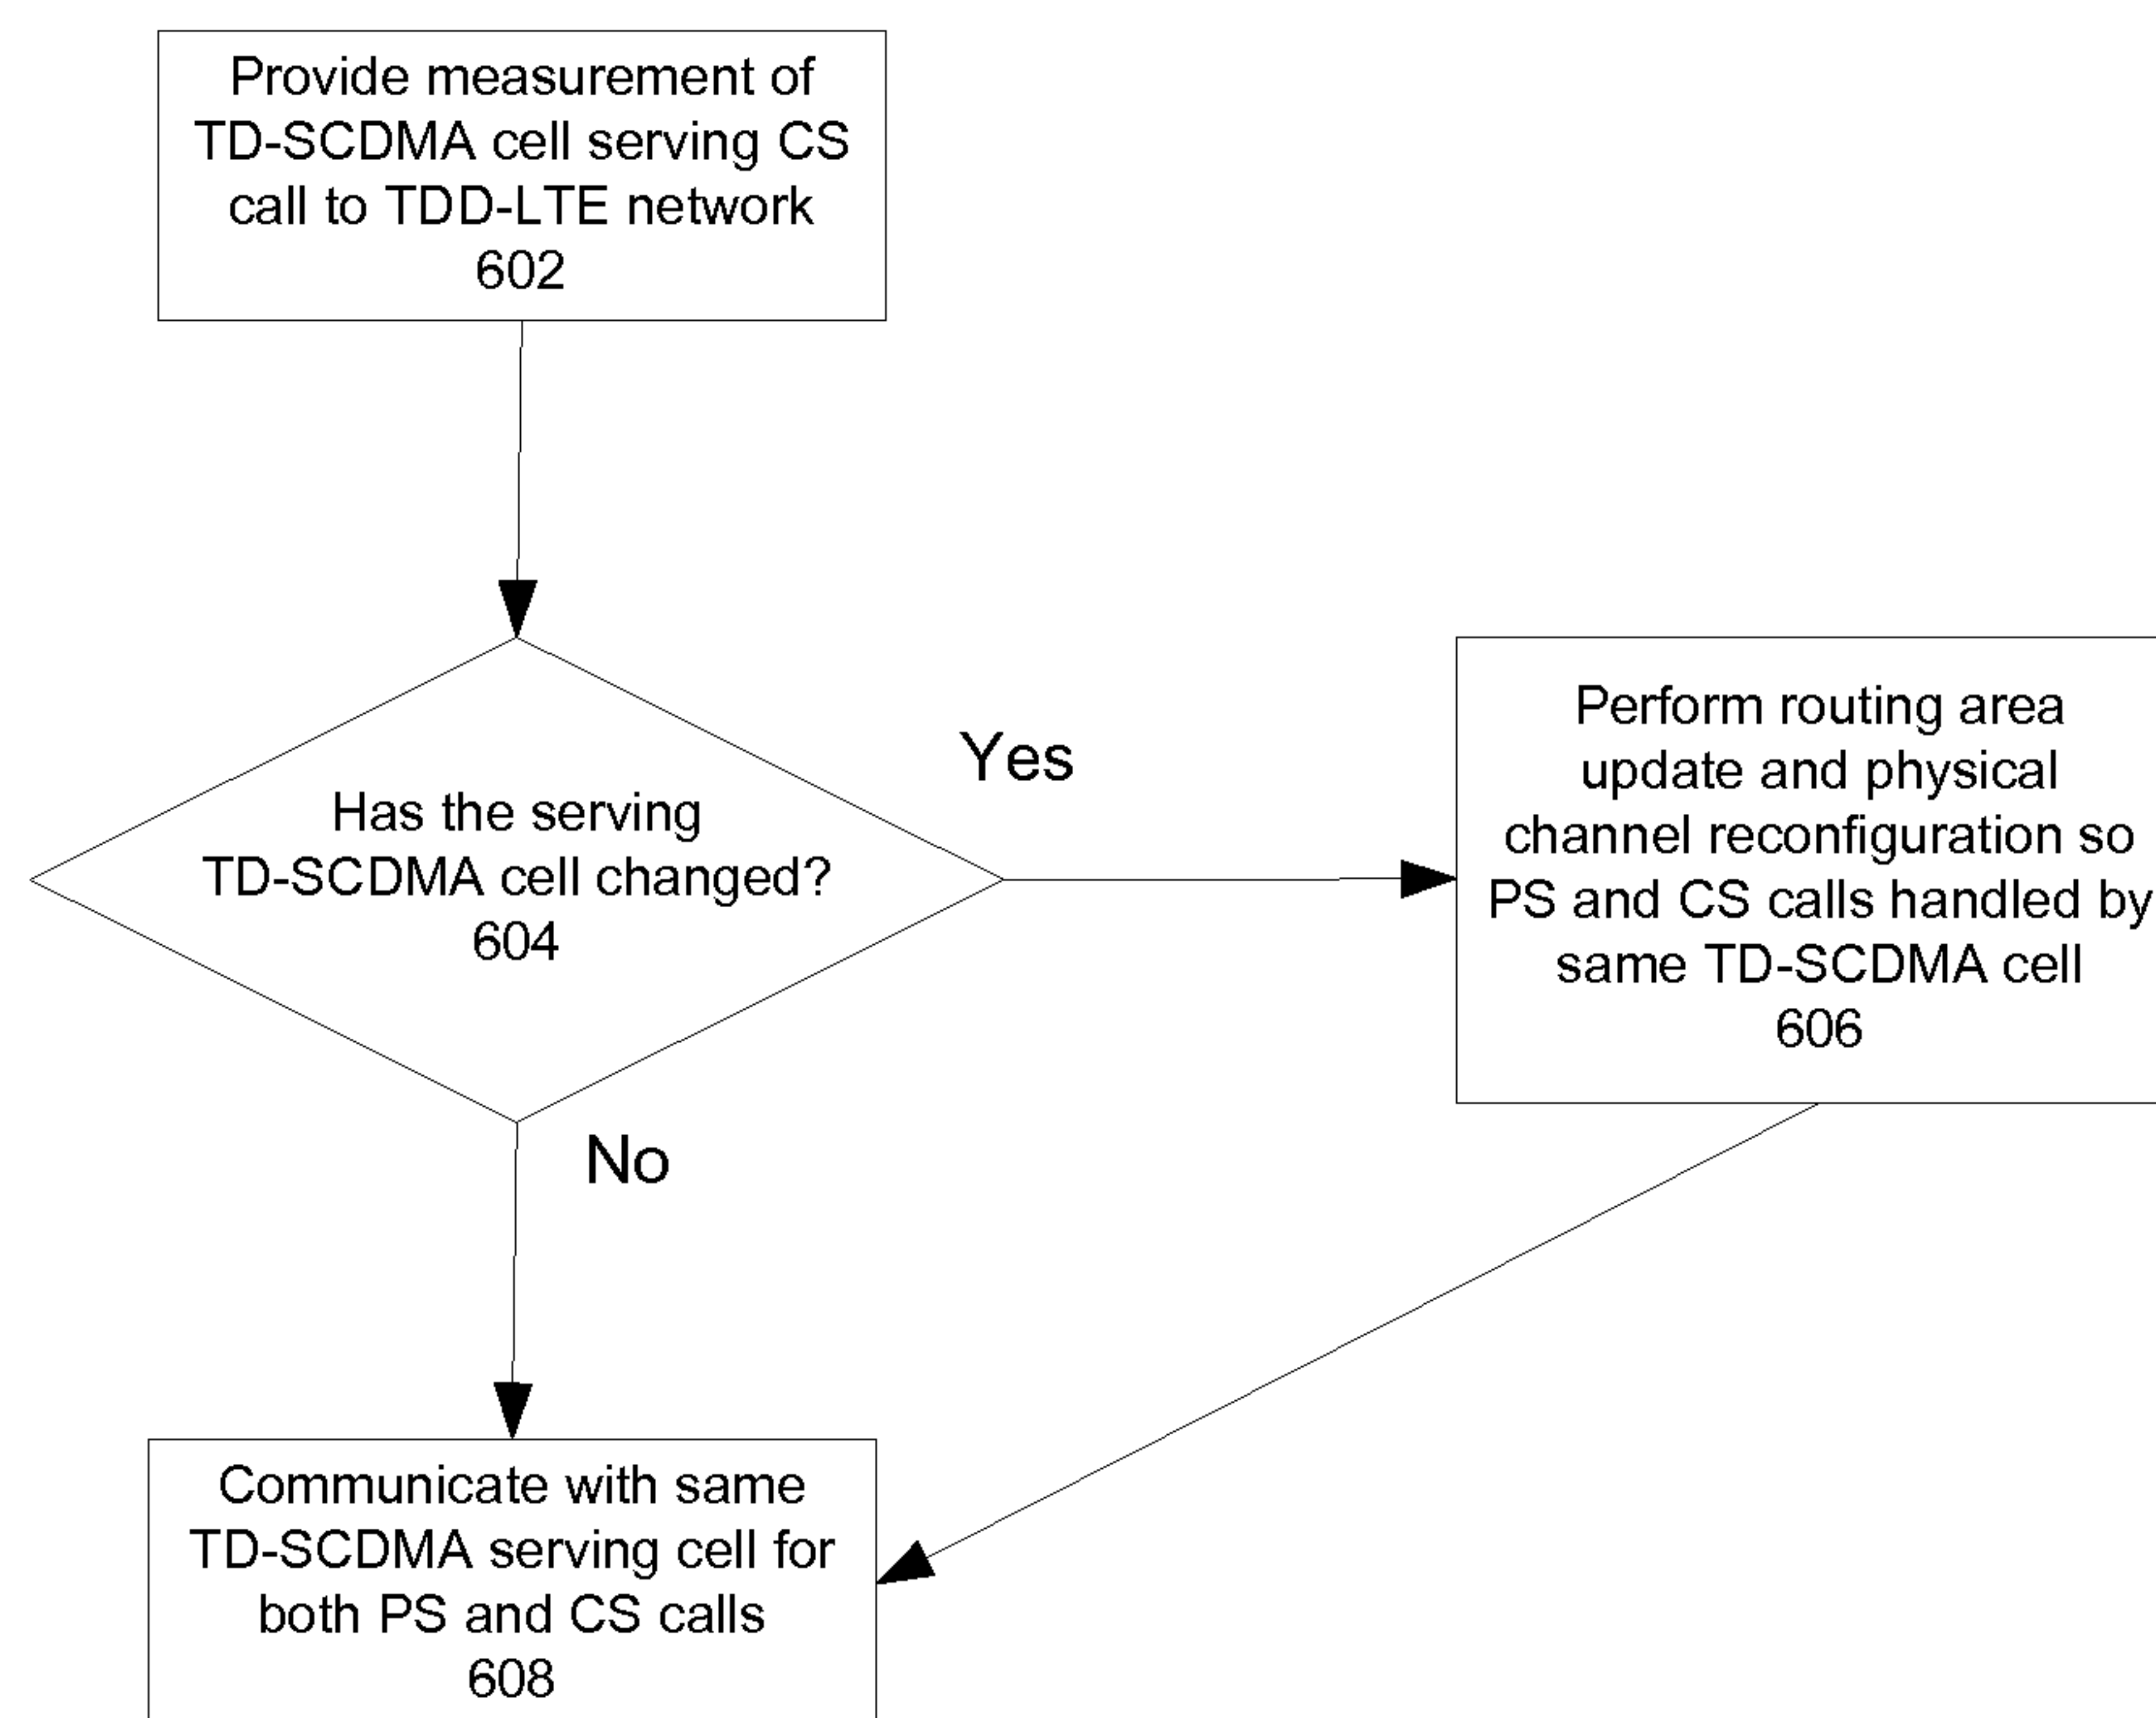 Provide measurement of
TD-SCDMA cell serving CS
call to TDD-LTE network
602
Has the serving
TD-SCDMA cell changed?
604
Yes
No
Perform routing area
update and physical
channel reconfiguration so
PS and CS calls handled by
same TD-SCDMA cell
606
Communicate with same
TD-SCDMA serving cell for
both PS and CS calls
608